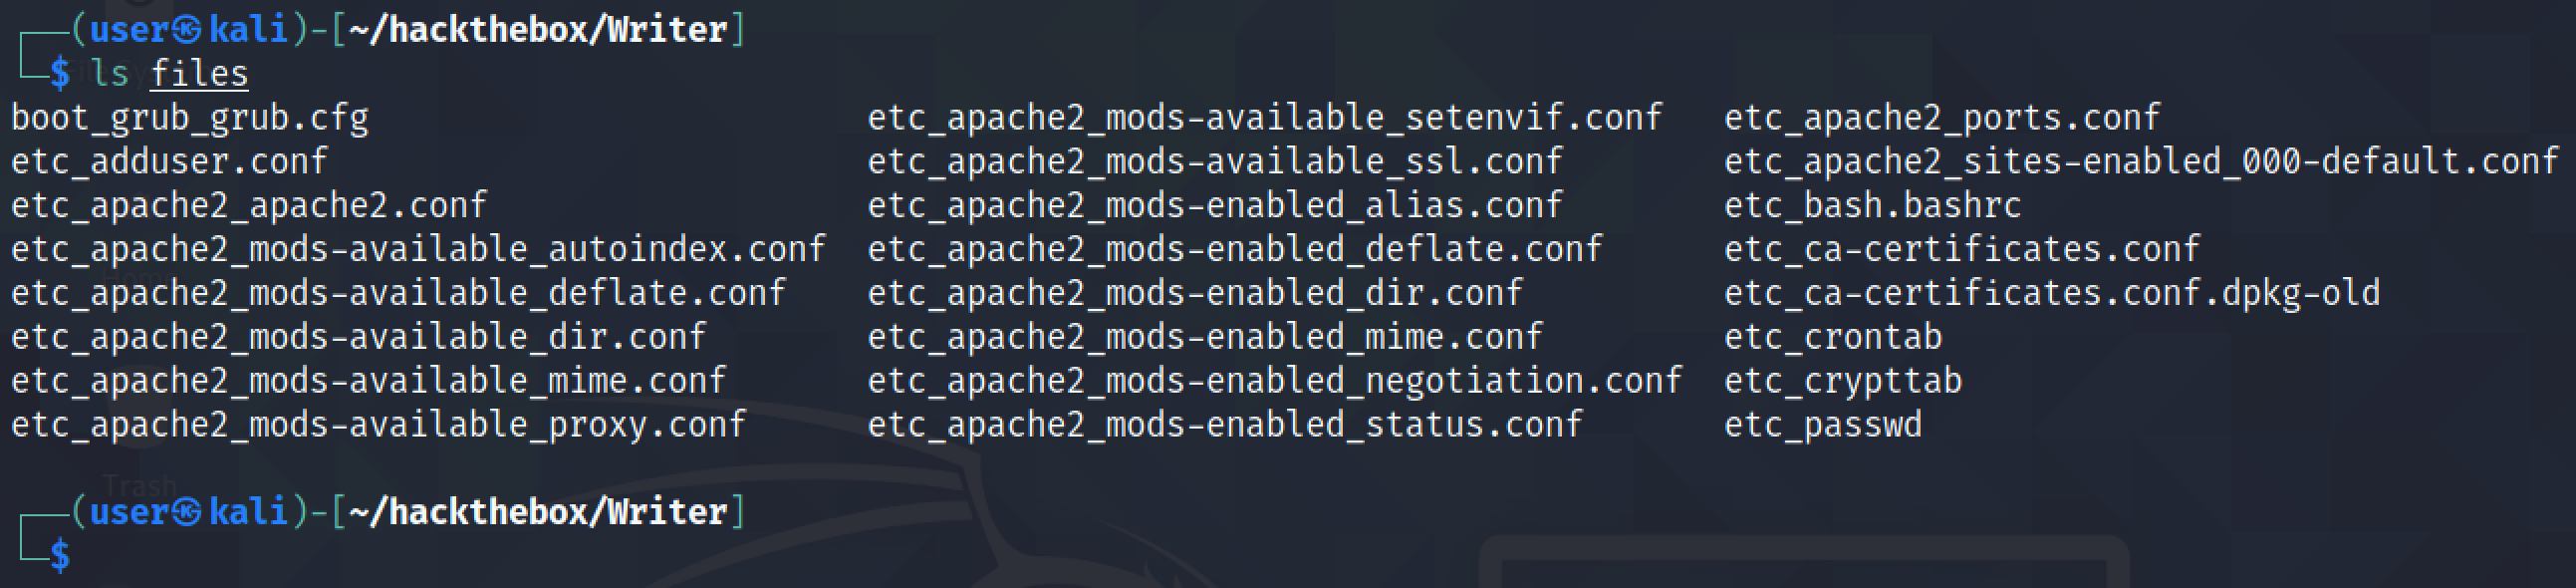 (user㉿kali)-[~/hackthebox/Writer]
$ ls files
boot_grub_grub.cfg etc_apache2_mods-available_setenvif.conf etc_apache2_ports.conf
etc_adduser.conf etc_apache2_mods-available_ssl.conf etc_apache2_sites-enabled_000-default.conf
etc_apache2_apache2.conf etc_apache2_mods-enabled_alias.conf etc_bash.bashrc
etc_apache2_mods-available_autoindex.conf etc_apache2_mods-enabled_deflate.conf etc_ca-certificates.conf
etc_apache2_mods-available_deflate.conf etc_apache2_mods-enabled_dir.conf etc_ca-certificates.conf.dpkg-old
etc_apache2_mods-available_dir.conf etc_apache2_mods-enabled_mime.conf etc_crontab
etc_apache2_mods-available_mime.conf etc_apache2_mods-enabled_negotiation.conf etc_crypttab
etc_apache2_mods-available_proxy.conf etc_apache2_mods-enabled_status.conf etc_passwd
Trash
(user㉿kali)-[~/hackthebox/Writer]
$